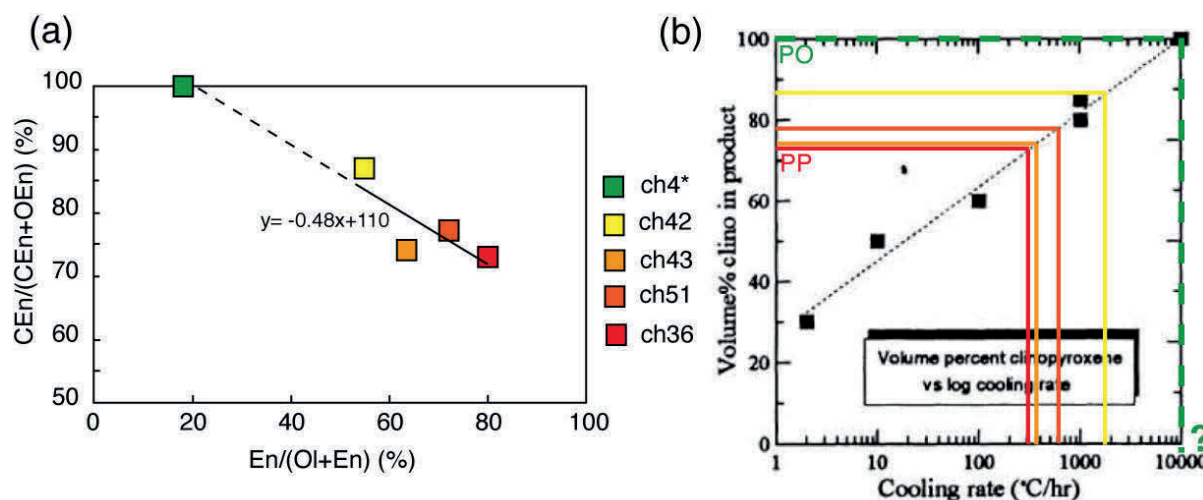 (a)
100
90
80
70
60
50
CEn/(CEn+OEn) (%)
y= -0.48x+110
0 20 40 60 80 100
En/(Ol+En) (%)
ch4*
ch42
ch43
ch51
ch36
(b)
100
80
60
40
20
0
Volume% clino in product
PO
PP
Volume percent clinopyroxene
vs log cooling rate
1 10 100 1000 10000
?
Cooling rate (°C/hr)